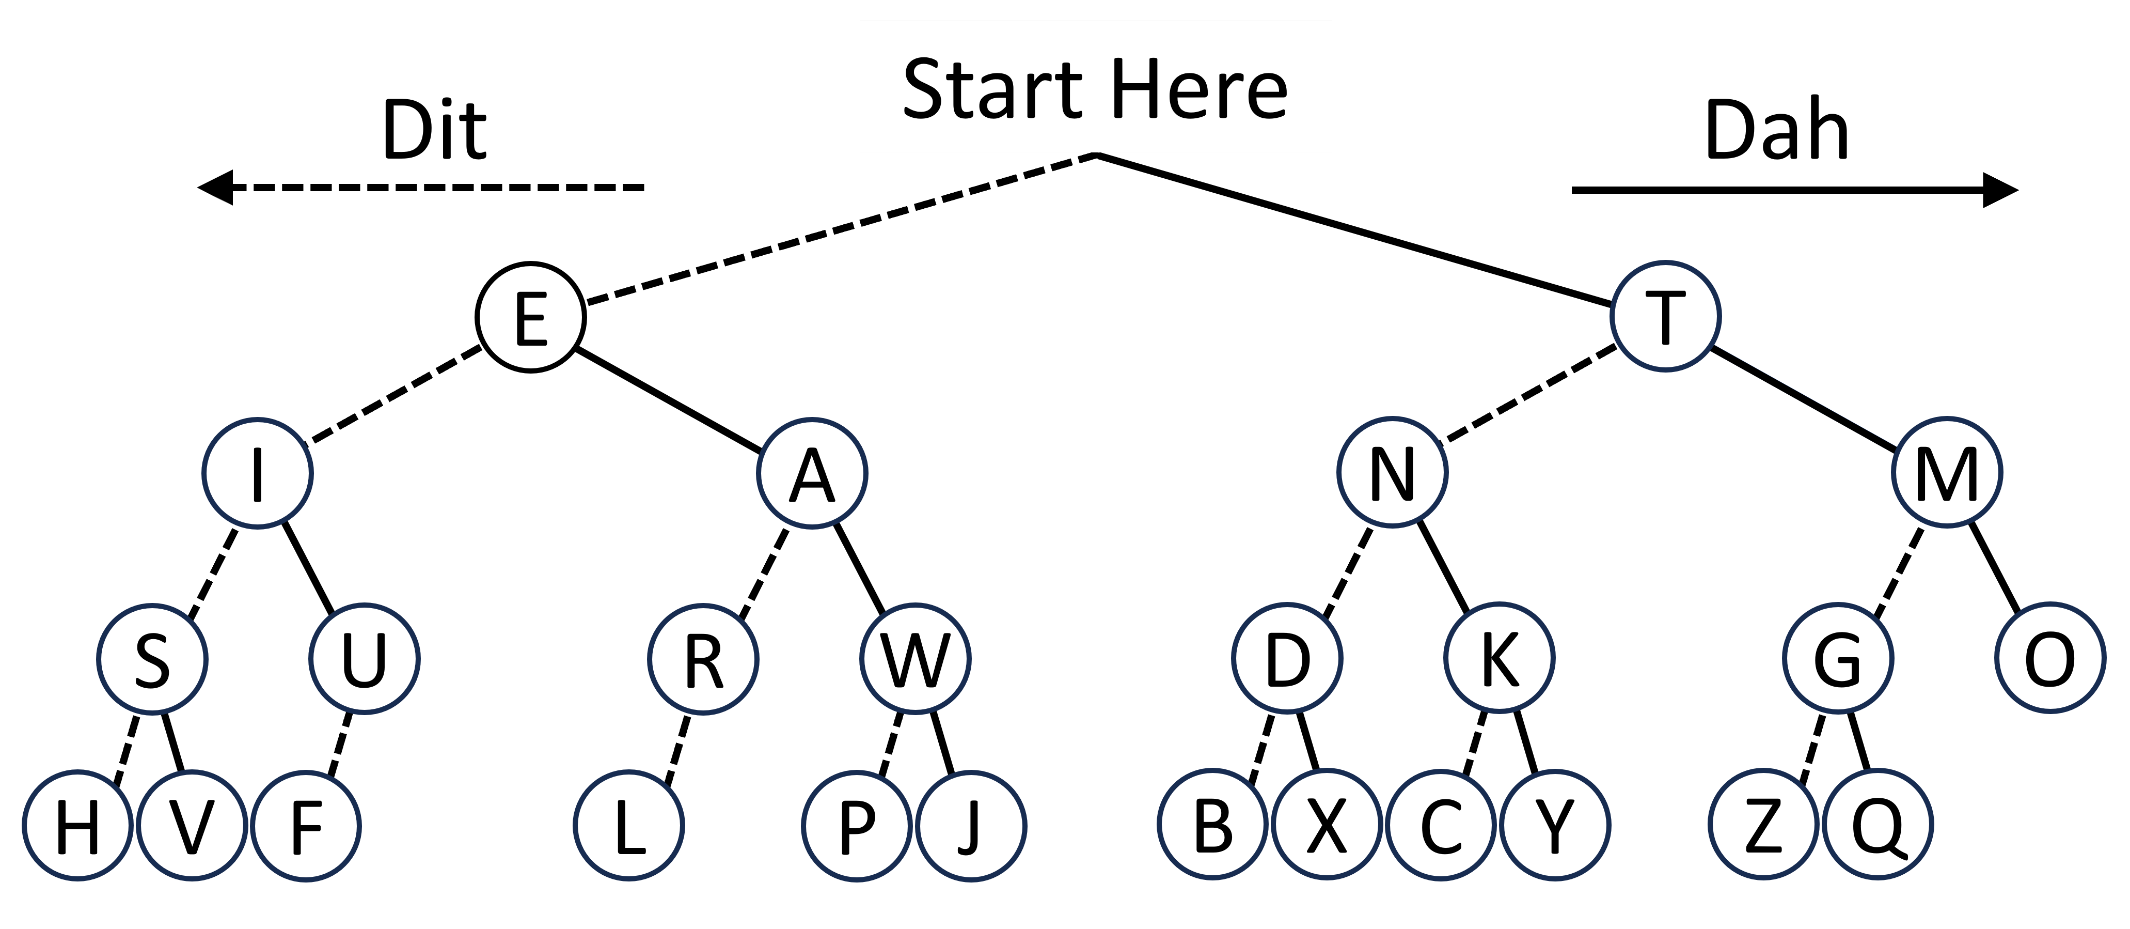 Start Here
Dit
Dah
E T
I A N M
S U R W D K G O
H V F L P J B X C Y Z Q